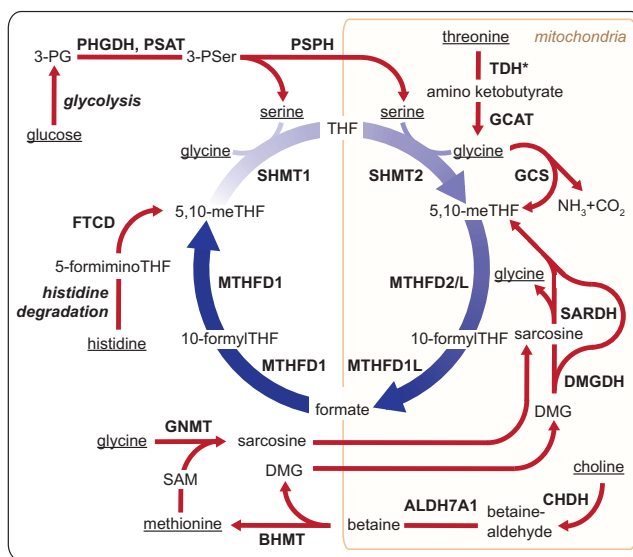 mitochondria
3-PG
PHGDH, PSAT
3-PSer
PSPH
threonine
TDH*
amino ketobutyrate
GCAT
glycolysis
glucose
serine
serine
THF
glycine
glycine
SHMT1
SHMT2
GCS
NH3+CO2
5,10-meTHF
5,10-meTHF
FTCD
5-formiminoTHF
histidine
degradation
histidine
MTHFD1
MTHFD2/L
glycine
SARDH
10-formylTHF
10-formylTHF
sarcosine
MTHFD1
MTHFD1L
DMGDH
formate
DMG
glycine
GNMT
sarcosine
SAM
DMG
choline
CHDH
methionine
BHMT
betaine
ALDH7A1
betaine-
aldehyde